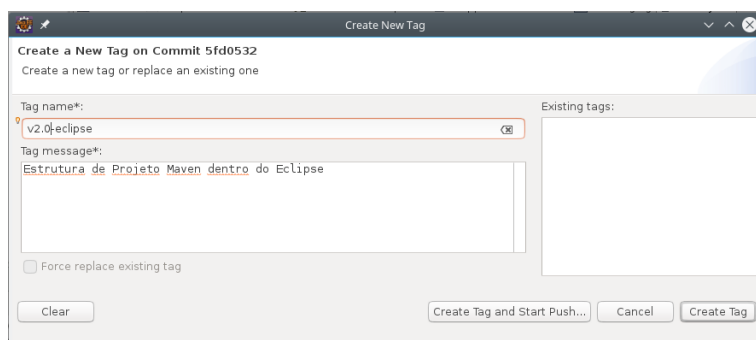 Create New Tag
Create a New Tag on Commit 5fd0532
Create a new tag or replace an existing one
Tag name*:
Existing tags:
v2.0-eclipse
Tag message*:
Estrutura de Projeto Maven dentro do Eclipse
Force replace existing tag
Clear
Create Tag and Start Push...
Cancel
Create Tag